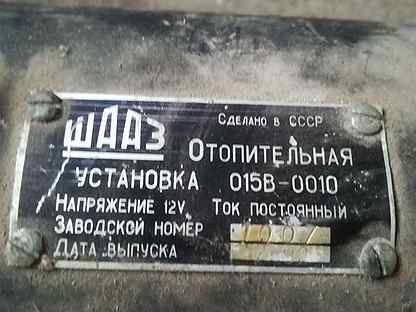 ШААЗ
Сделано в СССР
Отопительная
установка 015В-0010
Напряжение 12V Ток постоянный
Заводской номер
Дата выпуска